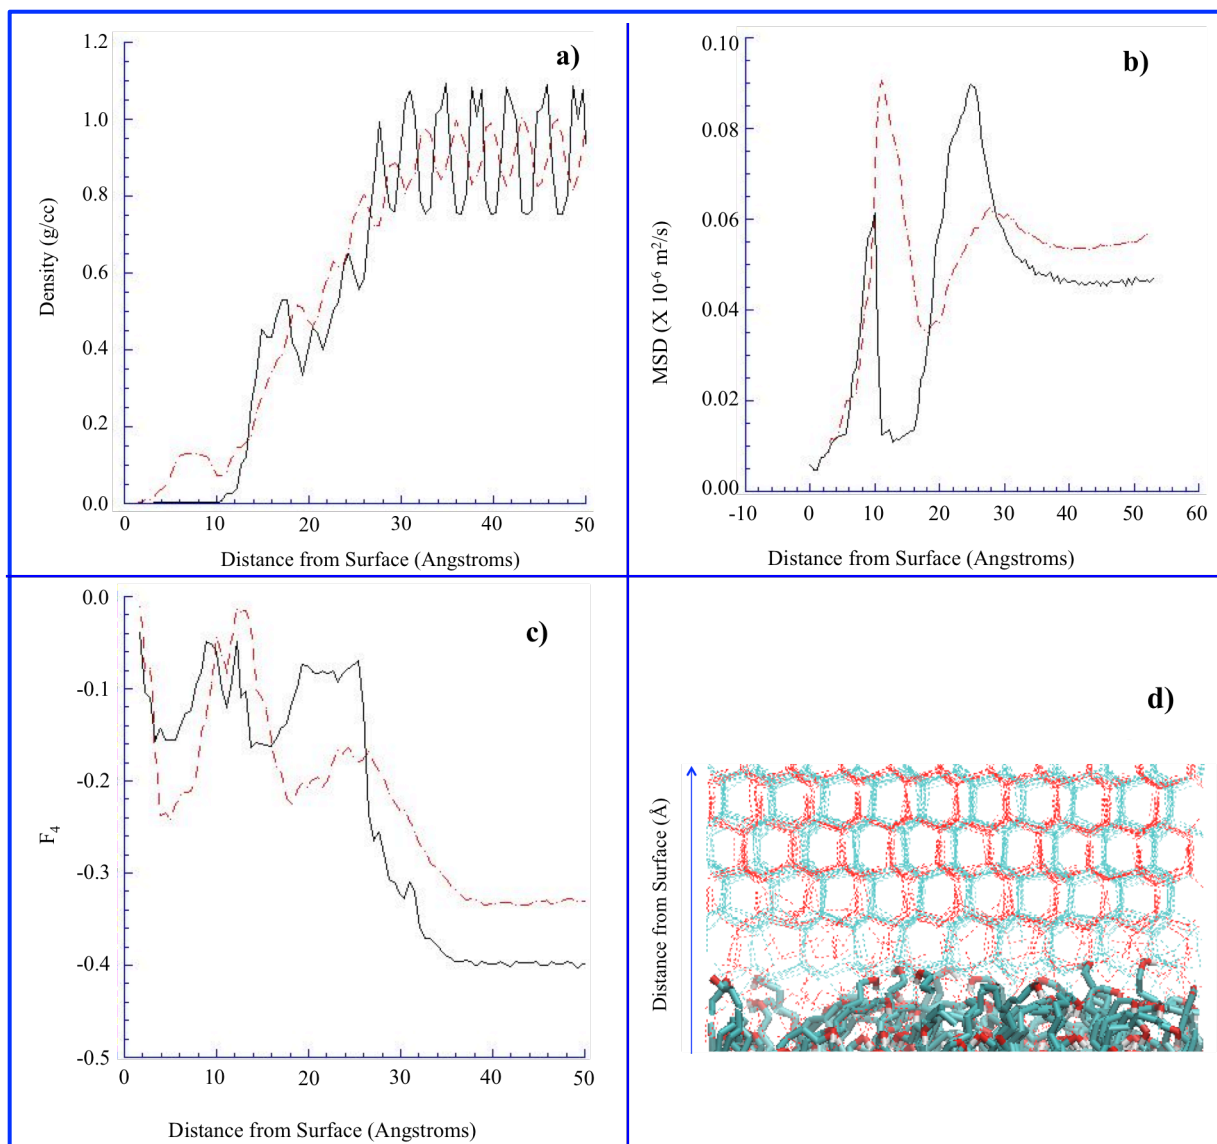 a)
1.2
1.0
0.8
0.6
0.4
0.2
0.0
Density (g/cc)
0 10 20 30 40 50
Distance from Surface (Angstroms)
b)
0.10
0.08
0.06
0.04
0.02
0.00
MSD (X 10⁻⁶ m²/s)
-10 0 10 20 30 40 50 60
Distance from Surface (Angstroms)
c)
0.0
-0.1
-0.2
-0.3
-0.4
-0.5
F₄
0 10 20 30 40 50
Distance from Surface (Angstroms)
d)
Distance from Surface (Å)